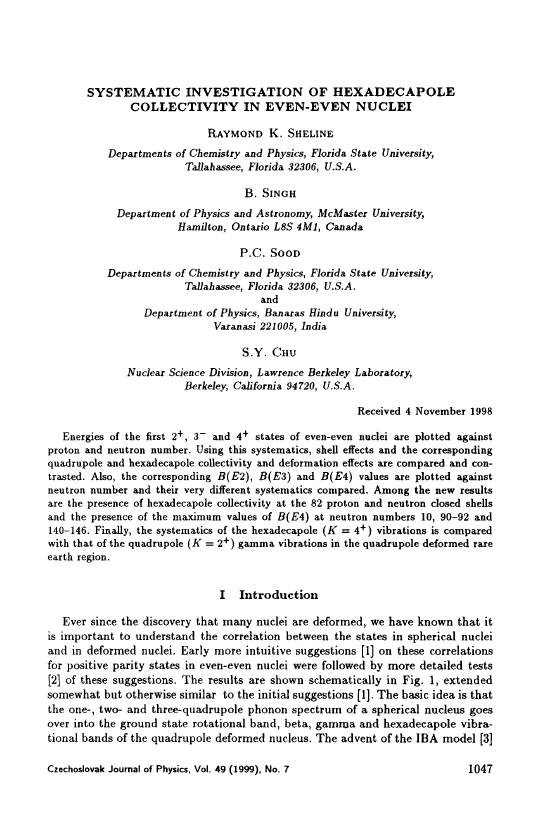 SYSTEMATIC INVESTIGATION OF HEXADECAPOLE
COLLECTIVITY IN EVEN-EVEN NUCLEI
RAYMOND K. SHELINE
Departments of Chemistry and Physics, Florida State University,
Tallahassee, Florida 32306, U.S.A.
B. SINGH
Department of Physics and Astronomy, McMaster University,
Hamilton, Ontario L8S 4M1, Canada
P.C. SOOD
Departments of Chemistry and Physics, Florida State University,
Tallahassee, Florida 32306, U.S.A.
and
Department of Physics, Banaras Hindu University,
Varanasi 221005, India
S.Y. CHU
Nuclear Science Division, Lawrence Berkeley Laboratory,
Berkeley, California 94720, U.S.A.
Received 4 November 1998
Energies of the first 2⁺, 3⁻ and 4⁺ states of even-even nuclei are plotted against
proton and neutron number. Using this systematics, shell effects and the corresponding
quadrupole and hexadecapole collectivity and deformation effects are compared and con-
trasted. Also, the corresponding B(E2), B(E3) and B(E4) values are plotted against
neutron number and their very different systematics compared. Among the new results
are the presence of hexadecapole collectivity at the 82 proton and neutron closed shells
and the presence of the maximum values of B(E4) at neutron numbers 10, 90-92 and
140-146. Finally, the systematics of the hexadecapole (K = 4⁺) vibrations is compared
with that of the quadrupole (K = 2⁺) gamma vibrations in the quadrupole deformed rare
earth region.
I Introduction
Ever since the discovery that many nuclei are deformed, we have known that it
is important to understand the correlation between the states in spherical nuclei
and in deformed nuclei. Early more intuitive suggestions [1] on these correlations
for positive parity states in even-even nuclei were followed by more detailed tests
[2] of these suggestions. The results are shown schematically in Fig. 1, extended
somewhat but otherwise similar to the initial suggestions [1]. The basic idea is that
the one-, two- and three-quadrupole phonon spectrum of a spherical nucleus goes
over into the ground state rotational band, beta, gamma and hexadecapole vibra-
tional bands of the quadrupole deformed nucleus. The advent of the IBA model [3]
Czechoslovak Journal of Physics, Vol. 49 (1999), No. 7 1047